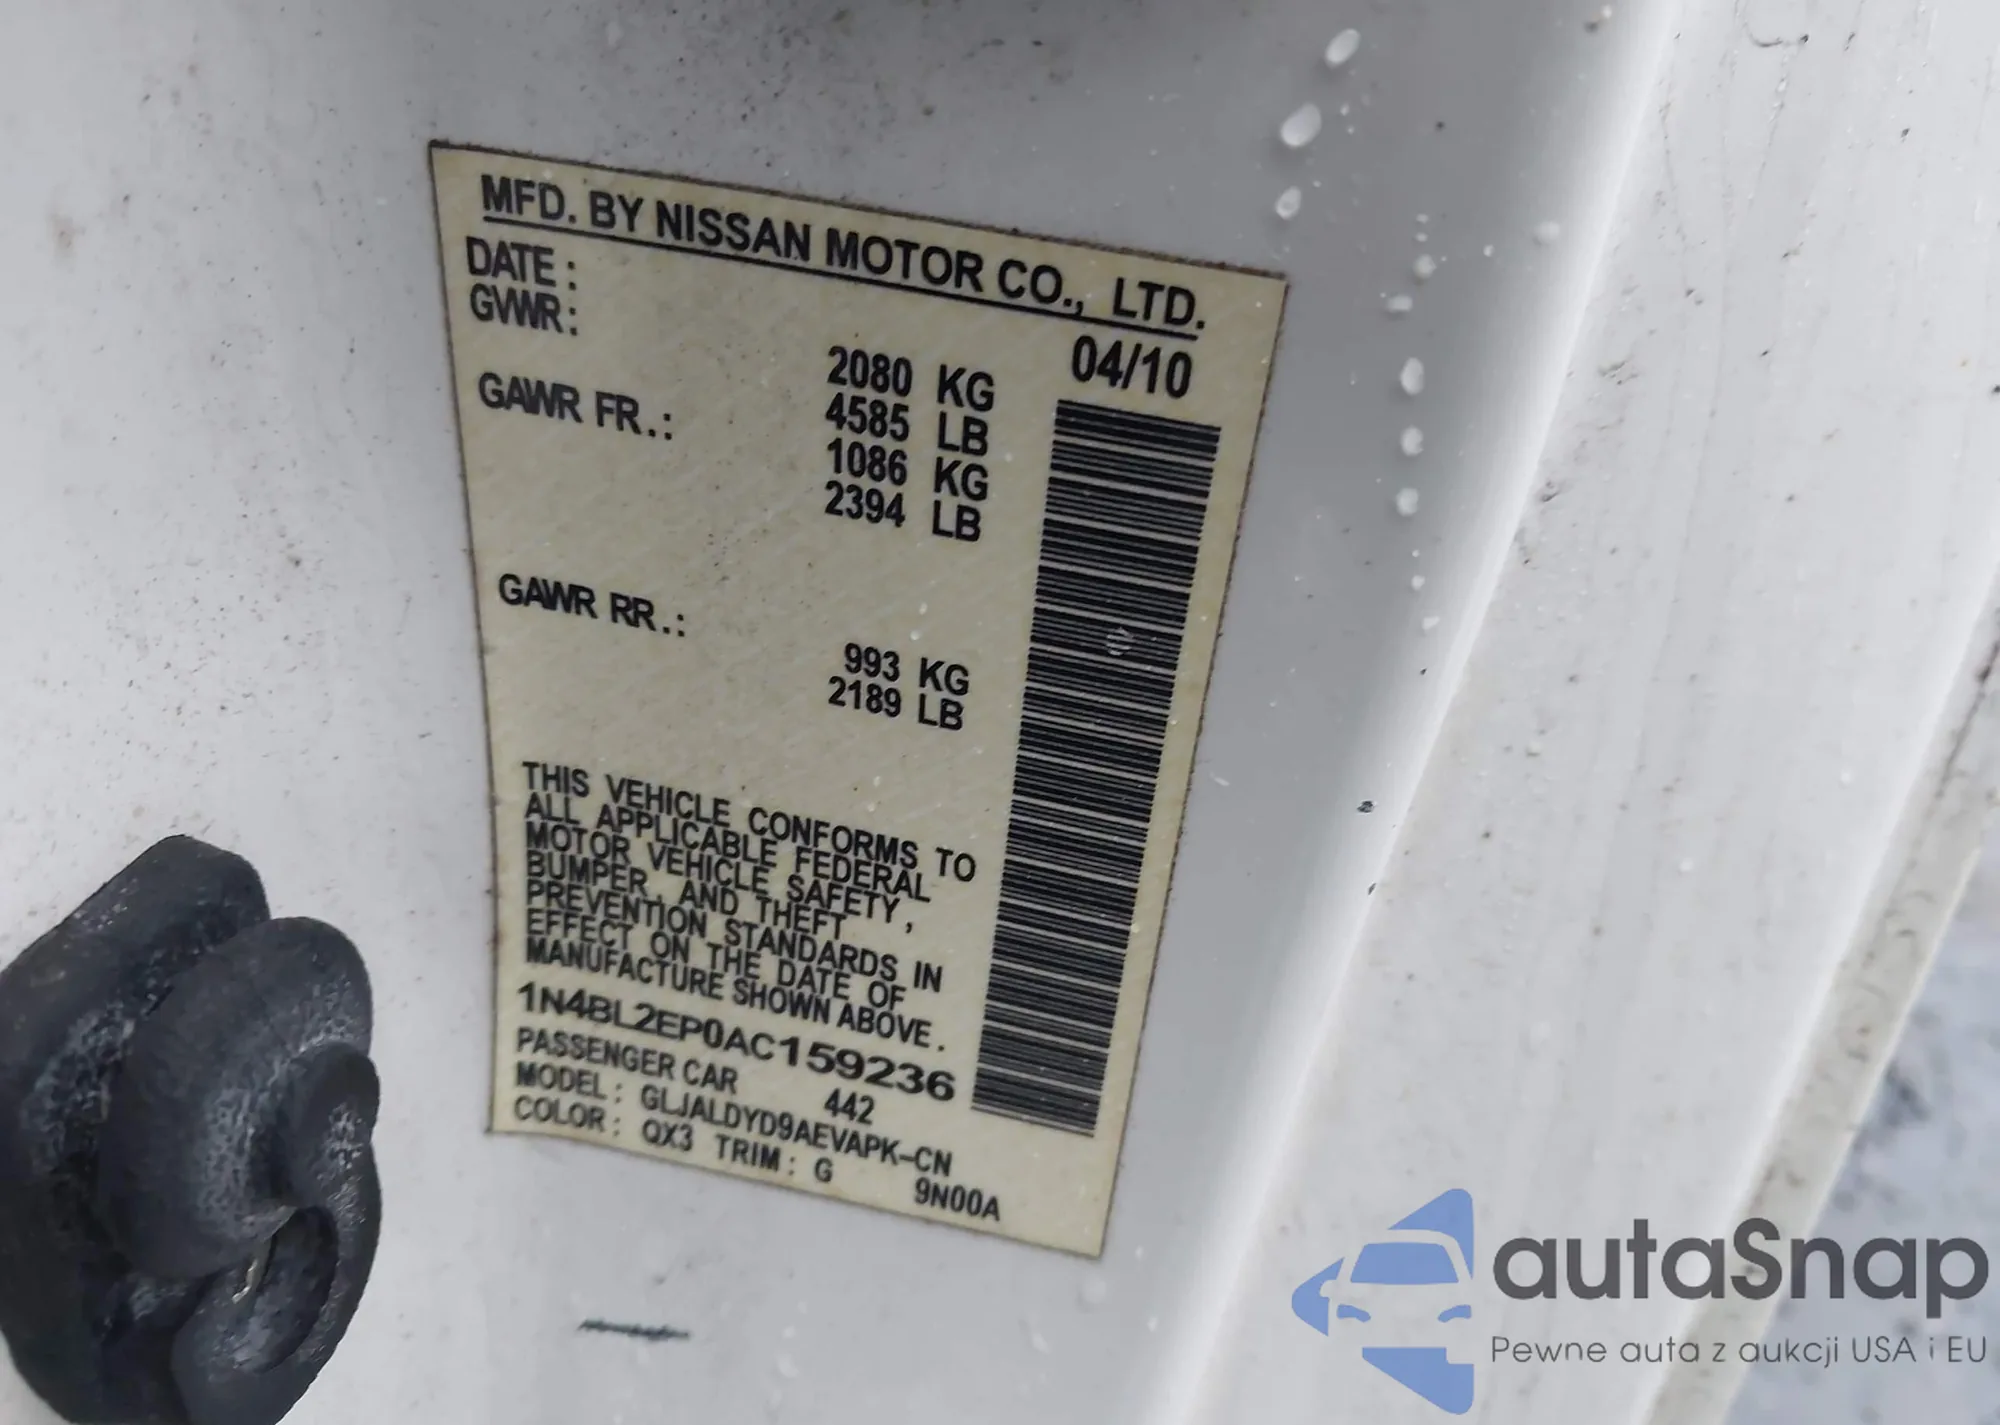 MFD. BY NISSAN MOTOR CO., LTD.
DATE: 04/10
GVWR: 2080 KG
4585 LB
GAWR FR.: 1086 KG
2394 LB
GAWR RR.: 993 KG
2189 LB
THIS VEHICLE CONFORMS TO
ALL APPLICABLE FEDERAL
MOTOR VEHICLE SAFETY,
BUMPER, AND THEFT
PREVENTION STANDARDS IN
EFFECT ON THE DATE OF
MANUFACTURE SHOWN ABOVE.
1N4BL2EP0AC159236
PASSENGER CAR 442
MODEL: GLJALDYD9AEVAPK-CN
COLOR: QX3 TRIM: G 9N00A
autaSnap
Pewne auta z aukcji USA i EU